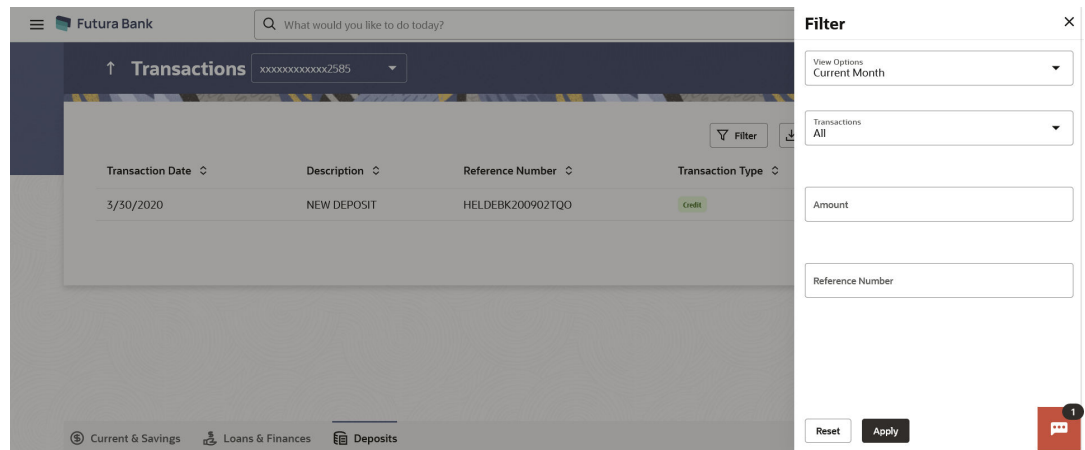 Futura Bank
What would you like to do today?
Transactions xxxxxxxxxxxx2585
Filter
Transaction Date Description Reference Number Transaction Type
3/30/2020 NEW DEPOSIT HELDEBK200902TQO Credit
Current & Savings Loans & Finances Deposits
Filter
View Options
Current Month
Transactions
All
Amount
Reference Number
Reset Apply
1